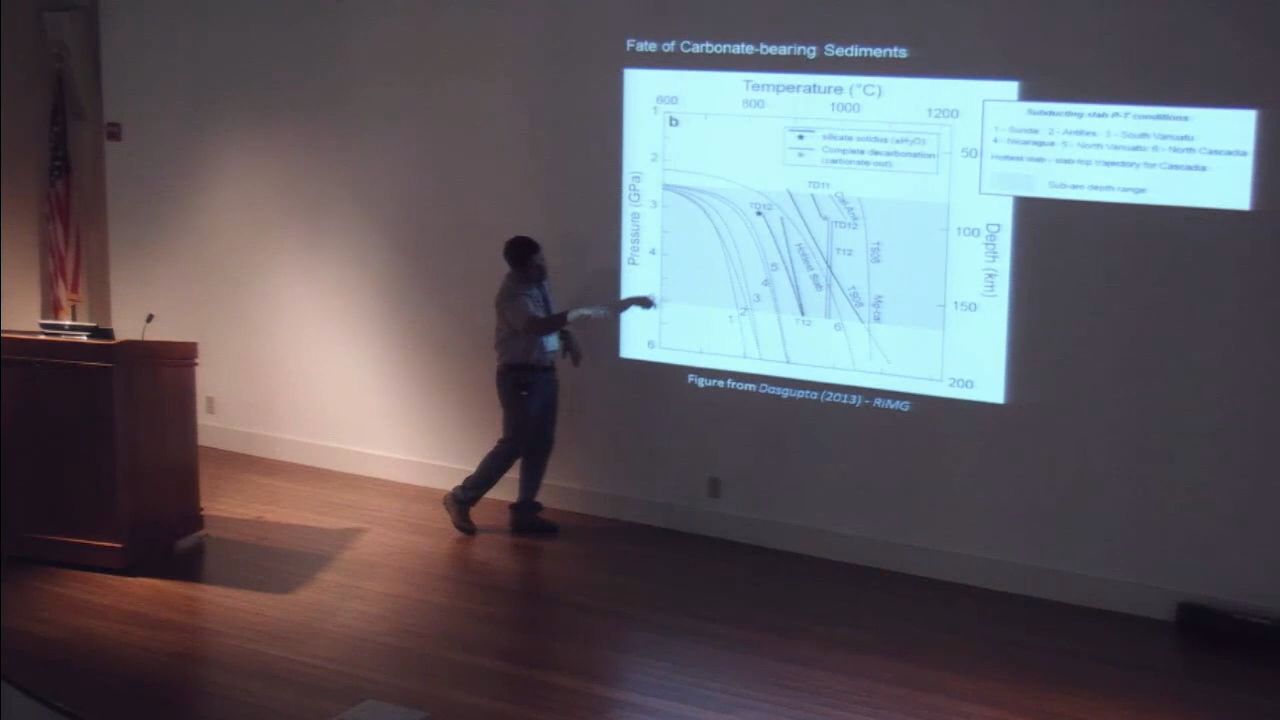 Fate of Carbonate-bearing Sediments
Temperature (°C)
600 800 1000 1200
Pressure (GPa)
1
2
3
4
6
b
silicate solidus (±H₂O)
Complete decarbonation
(carbonate-out)
TD11
TD12
TD12
T12
TS08
Hottest Slab
TS08
T12
1
2
3
4
5
6
50
100
150
200
Depth (km)
Subducting slab P-T conditions
1 - Sunda 2 - Antilles 3 - South Vanuatu
4 - Nicaragua 5 - North Vanuatu 6 - North Cascadia
Hottest slab - slab-top trajectory for Cascadia
Sub-arc depth range
Figure from Dasgupta (2013) - RiMG